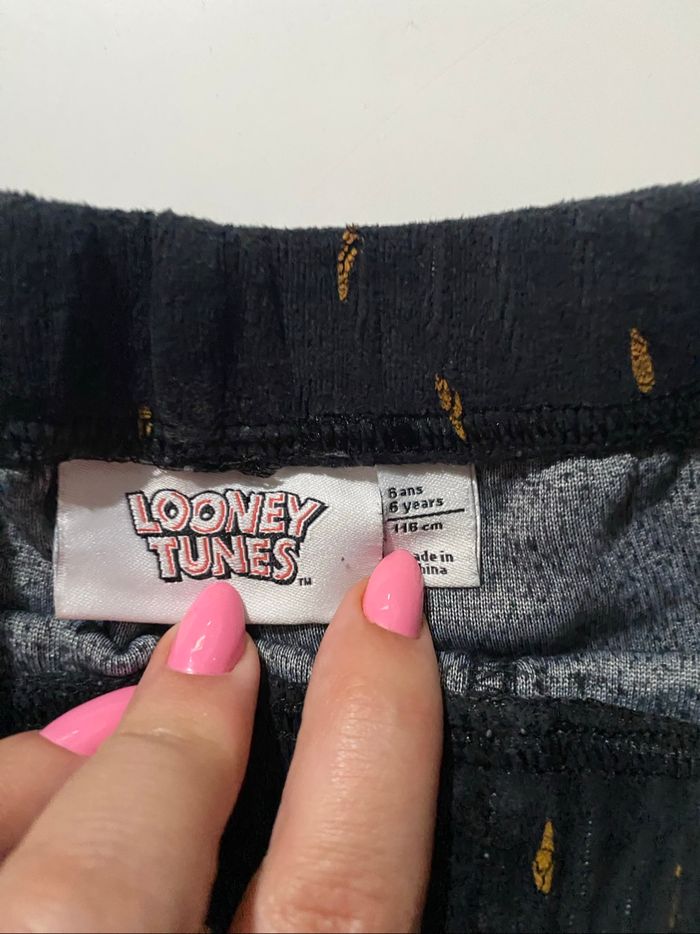 LOONEY
TUNES
TM
6 ans
6 years
116 cm
ade in
hina